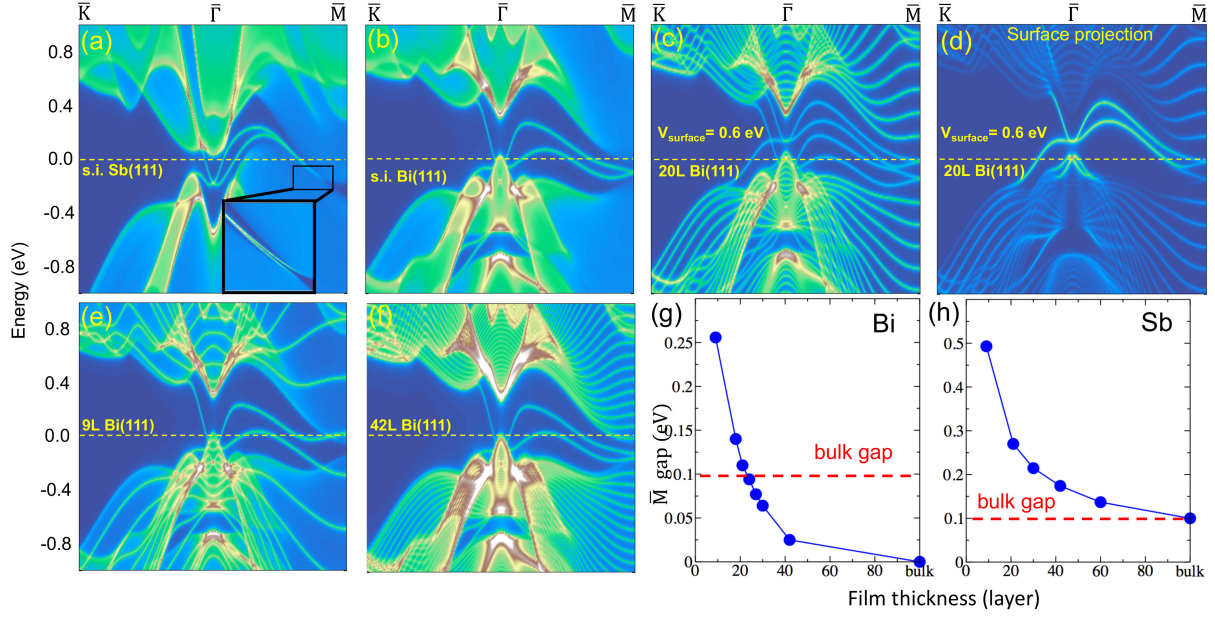 K̅ Γ̅ M̅ K̅ Γ̅ M̅ K̅ Γ̅ M̅ K̅ Γ̅ M̅
(a) (b) (c) (d) Surface projection
1.0
0.8
0.4
V_surface= 0.6 eV V_surface= 0.6 eV
0.0
s.i. Sb(111) s.i. Bi(111) 20L Bi(111) 20L Bi(111)
-0.4
-0.8
Energy (eV)
(e) (f)
0.8
0.4
9L Bi(111) 42L Bi(111)
0.0
-0.4
-0.8
(g) Bi
0.25
0.2
0.15
bulk gap
0.1
0.05
0
M̅ gap (eV)
0 20 40 60 80 bulk
(h) Sb
0.5
0.4
0.3
0.2
bulk gap
0.1
0
0 20 40 60 80 bulk
Film thickness (layer)